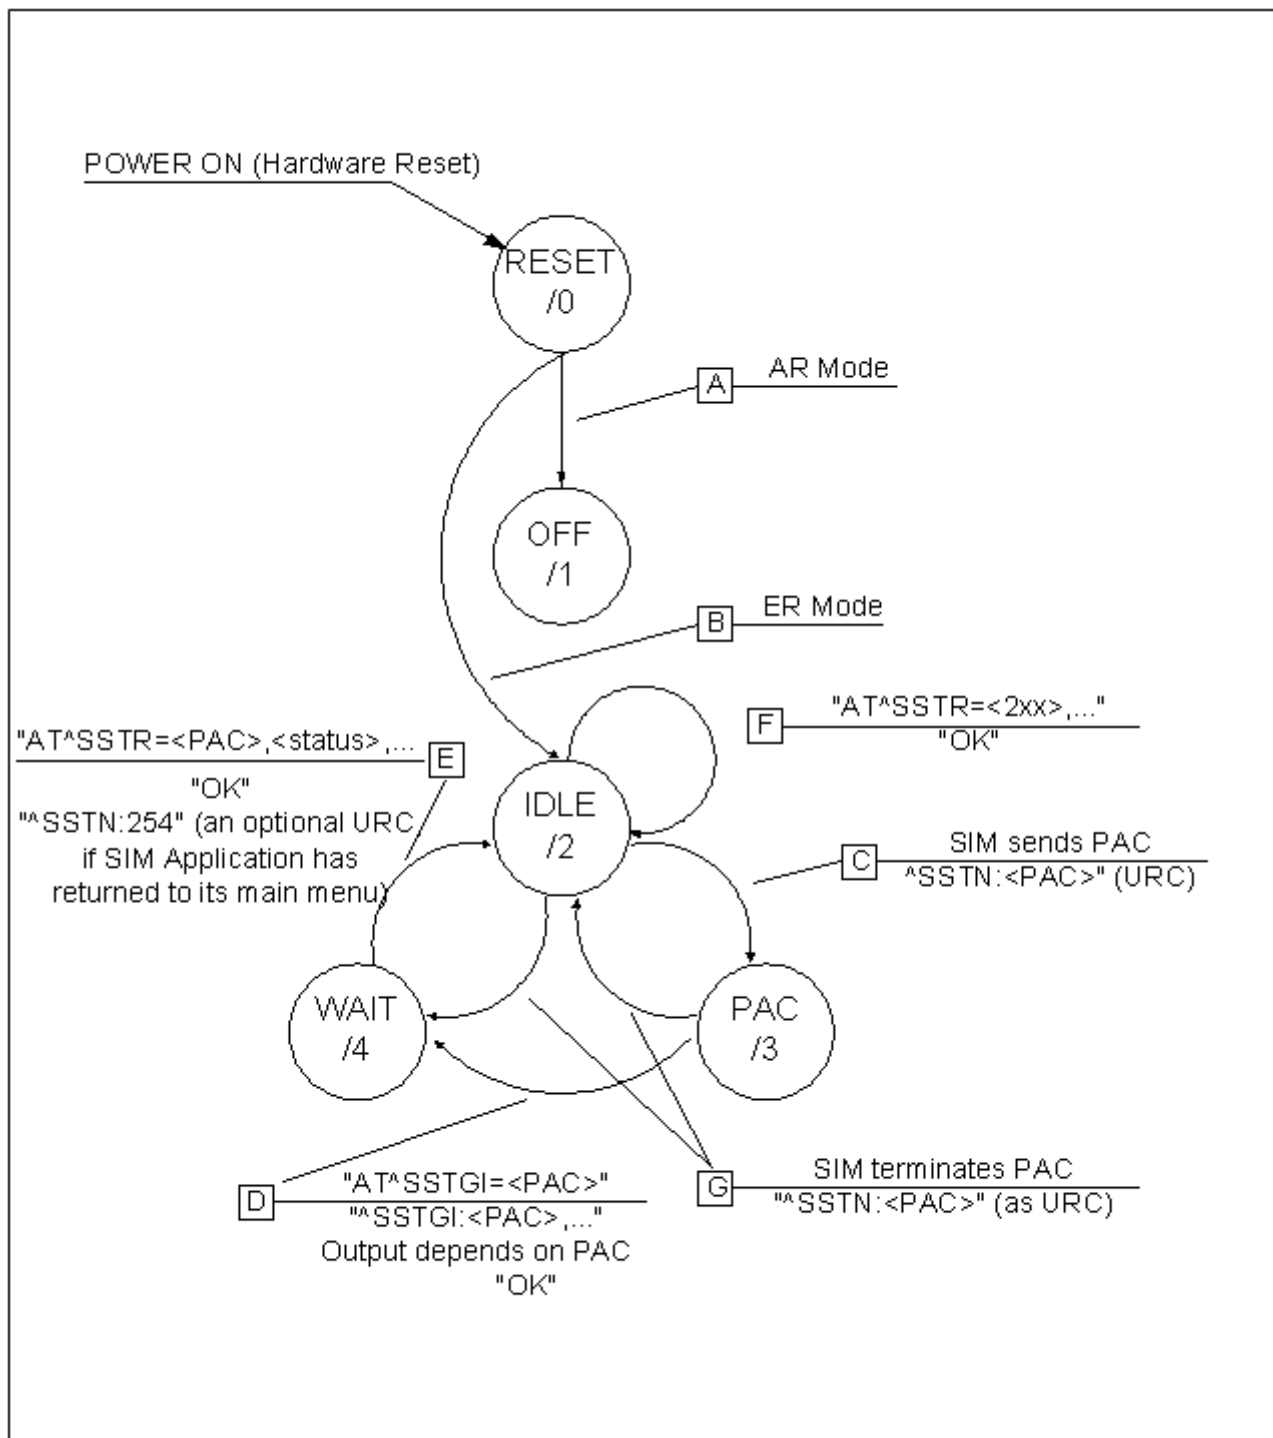 POWER ON (Hardware Reset)
RESET
/0
A
AR Mode
OFF
/1
B
ER Mode
F
"AT^SSTR=<2xx>,..."
"OK"
"AT^SSTR=<PAC>,<status>,...
E
"OK"
"^SSTN:254" (an optional URC
if SIM Application has
returned to its main menu)
IDLE
/2
C
SIM sends PAC
^SSTN:<PAC>" (URC)
WAIT
/4
PAC
/3
D
"AT^SSTGI=<PAC>"
"^SSTGI:<PAC>,..."
Output depends on PAC
"OK"
G
SIM terminates PAC
"^SSTN:<PAC>" (as URC)